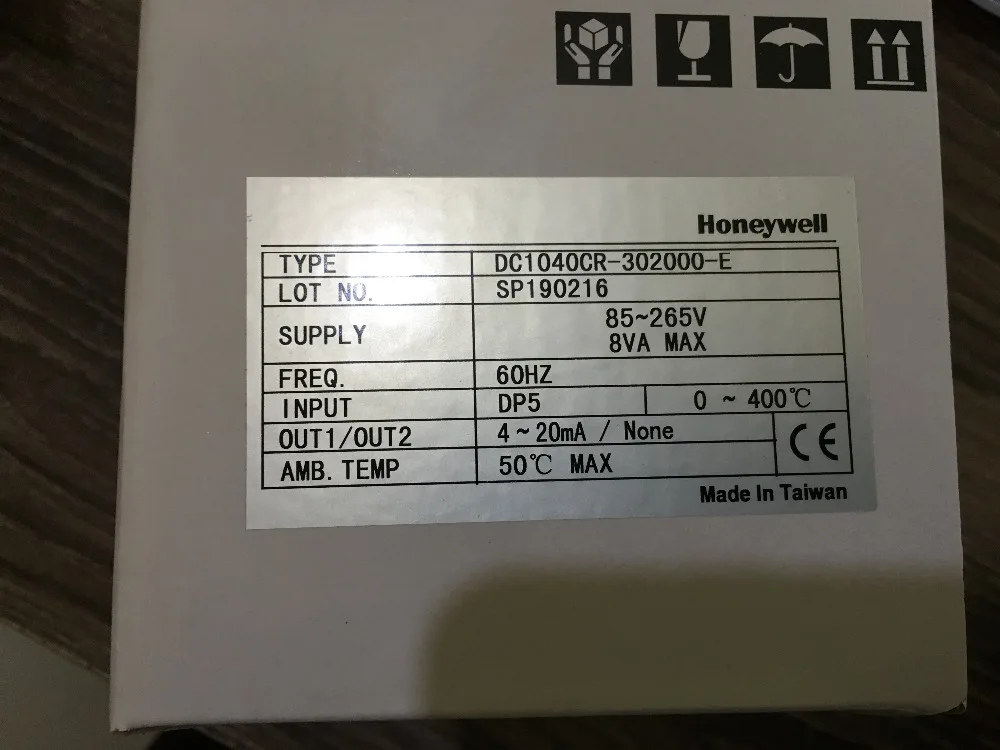 Honeywell
TYPE DC1040CR-302000-E
LOT NO. SP190216
SUPPLY 85~265V
8VA MAX
FREQ. 60HZ
INPUT DP5 0 ~ 400℃
OUT1/OUT2 4~20mA / None
CE
AMB. TEMP 50℃ MAX
Made In Taiwan